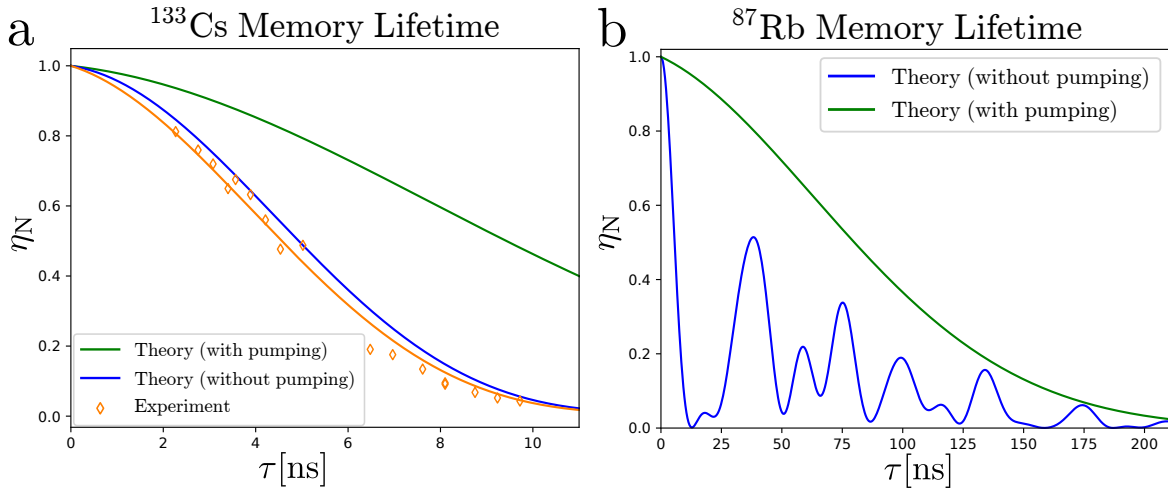 a
¹³³Cs Memory Lifetime
1.0
0.8
0.6
0.4
0.2
0.0
η_N
Theory (with pumping)
Theory (without pumping)
Experiment
0 2 4 6 8 10
τ[ns]
b
⁸⁷Rb Memory Lifetime
1.0
0.8
0.6
0.4
0.2
0.0
η_N
Theory (without pumping)
Theory (with pumping)
0 25 50 75 100 125 150 175 200
τ[ns]